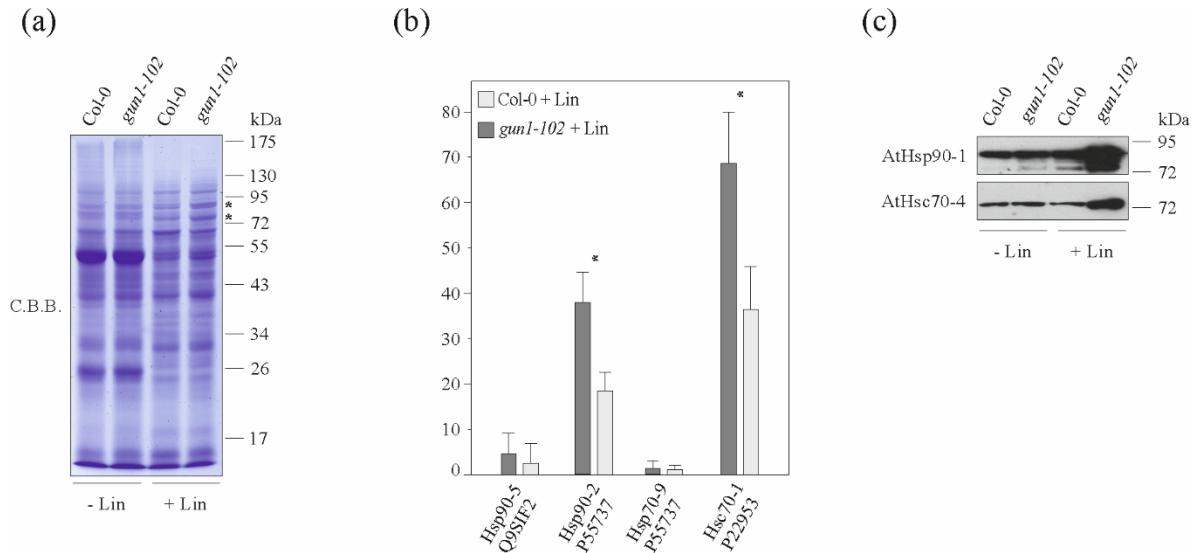 (a)
Col-0
gun1-102
Col-0
gun1-102
kDa
175
130
95
*
*
72
55
43
C.B.B.
34
26
17
- Lin
+ Lin
(b)
Col-0 + Lin
gun1-102 + Lin
80
70
60
50
40
30
20
10
0
*
*
Hsp90-5
Q9SIF2
Hsp90-2
P55737
Hsp70-9
P55737
Hsc70-1
P22953
(c)
Col-0
gun1-102
Col-0
gun1-102
kDa
AtHsp90-1
95
72
AtHsc70-4
72
- Lin
+ Lin